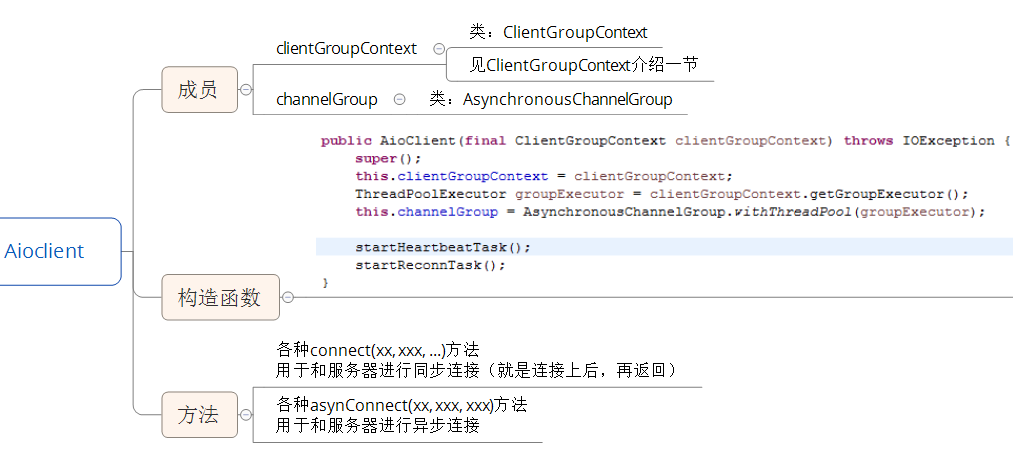 Aioclient
成员
clientGroupContext
类：ClientGroupContext
见ClientGroupContext介绍一节
channelGroup
类：AsynchronousChannelGroup
构造函数
public AioClient(final ClientGroupContext clientGroupContext) throws IOException {
super();
this.clientGroupContext = clientGroupContext;
ThreadPoolExecutor groupExecutor = clientGroupContext.getGroupExecutor();
this.channelGroup = AsynchronousChannelGroup.withThreadPool(groupExecutor);
startHeartbeatTask();
startReconnTask();
}
方法
各种connect(xx, xxx, ...)方法
用于和服务器进行同步连接（就是连接上后，再返回）
各种asynConnect(xx, xxx, xxx)方法
用于和服务器进行异步连接